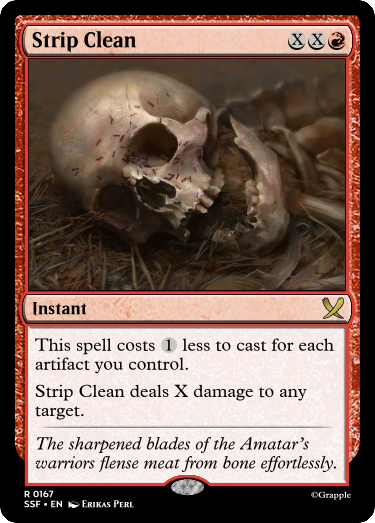 Strip Clean XXR
Instant
This spell costs 1 less to cast for each
artifact you control.
Strip Clean deals X damage to any
target.
The sharpened blades of the Amatar's
warriors flense meat from bone effortlessly.
R 0167
SSF • EN Erikas Perl
©Grapple